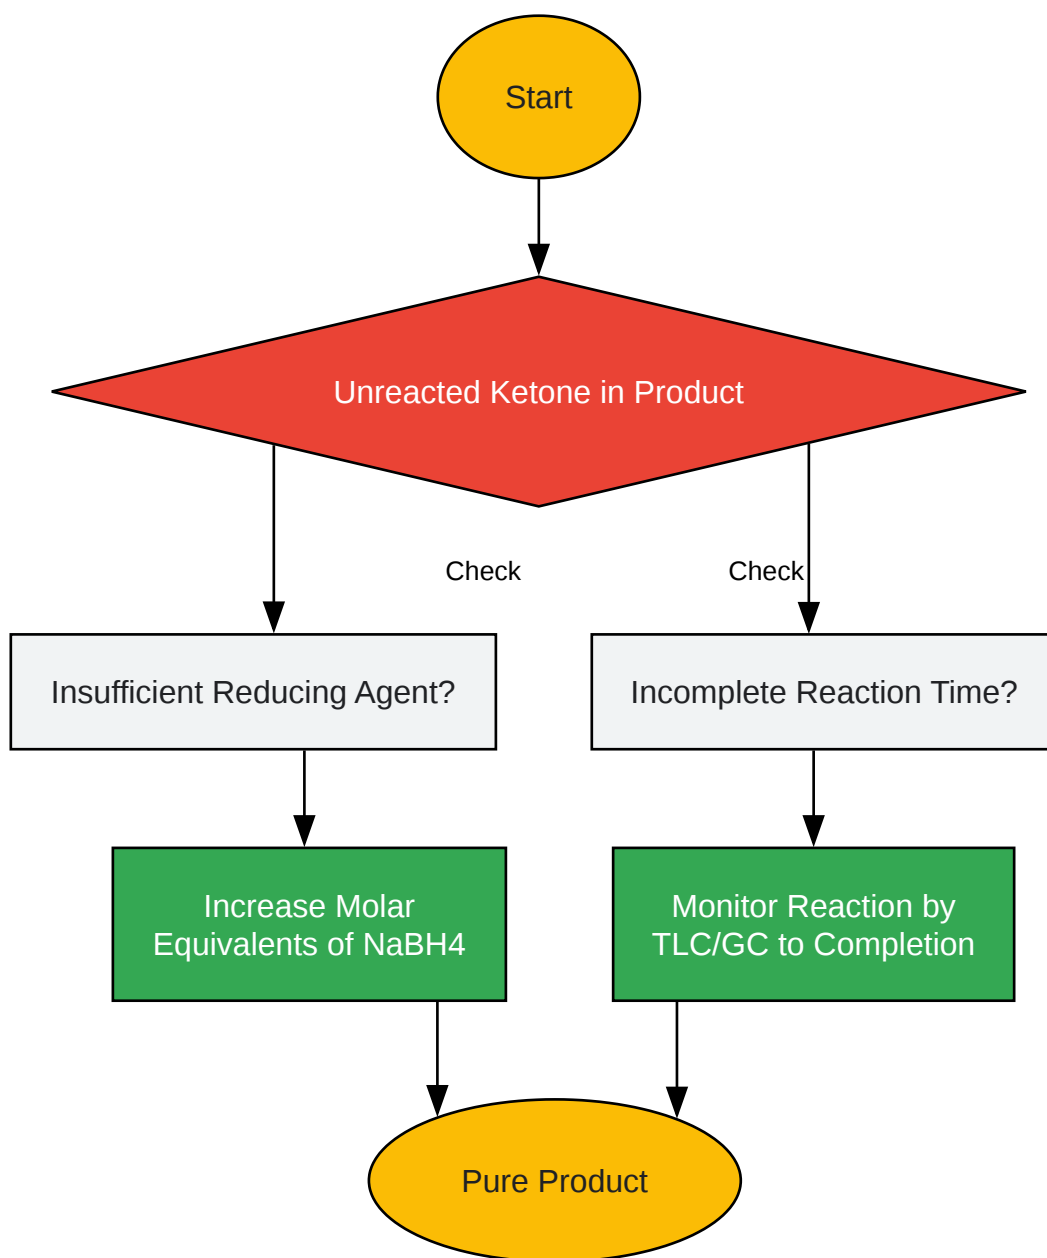 Start
Unreacted Ketone in Product
Check
Check
Insufficient Reducing Agent?
Incomplete Reaction Time?
Increase Molar
Equivalents of NaBH4
Monitor Reaction by
TLC/GC to Completion
Pure Product